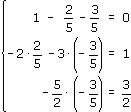 1 - 2/5 - 3/5 = 0
-2·2/5 - 3·(-3/5) = 1
-5/2·(-3/5) = 3/2